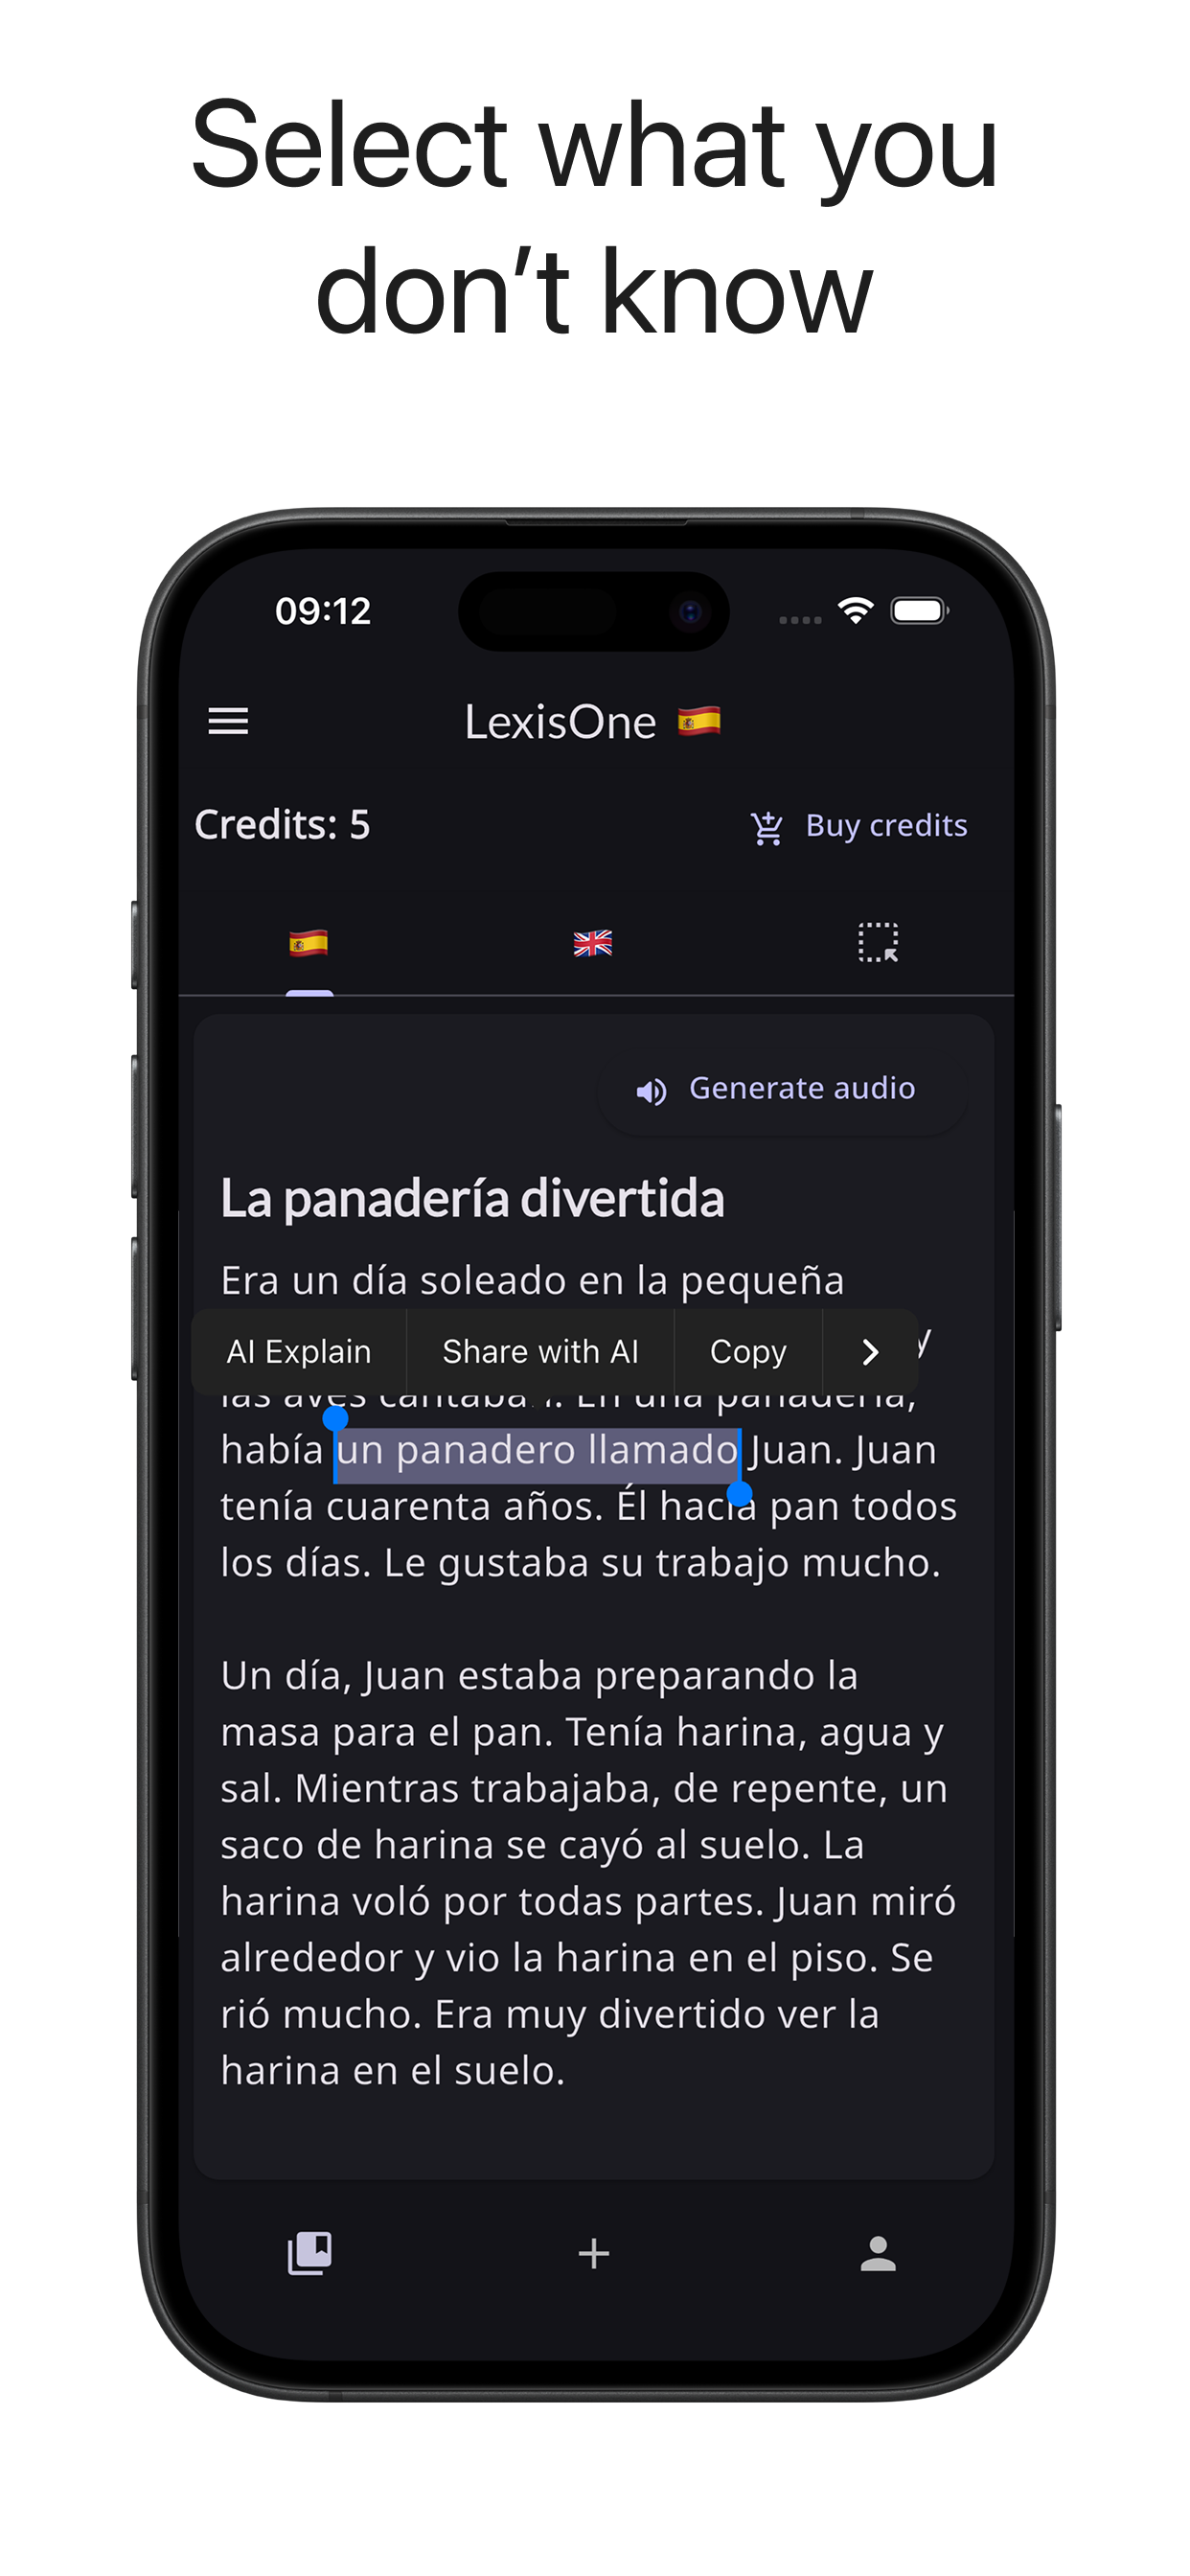 Select what you
don’t know
09:12
LexisOne
Credits: 5
Buy credits
Generate audio
La panadería divertida
Era un día soleado en la pequeña
AI Explain
Share with AI
Copy
y
las aves cantaban. En una panadería,
había un panadero llamado Juan. Juan
tenía cuarenta años. Él hacía pan todos
los días. Le gustaba su trabajo mucho.
Un día, Juan estaba preparando la
masa para el pan. Tenía harina, agua y
sal. Mientras trabajaba, de repente, un
saco de harina se cayó al suelo. La
harina voló por todas partes. Juan miró
alrededor y vio la harina en el piso. Se
rió mucho. Era muy divertido ver la
harina en el suelo.